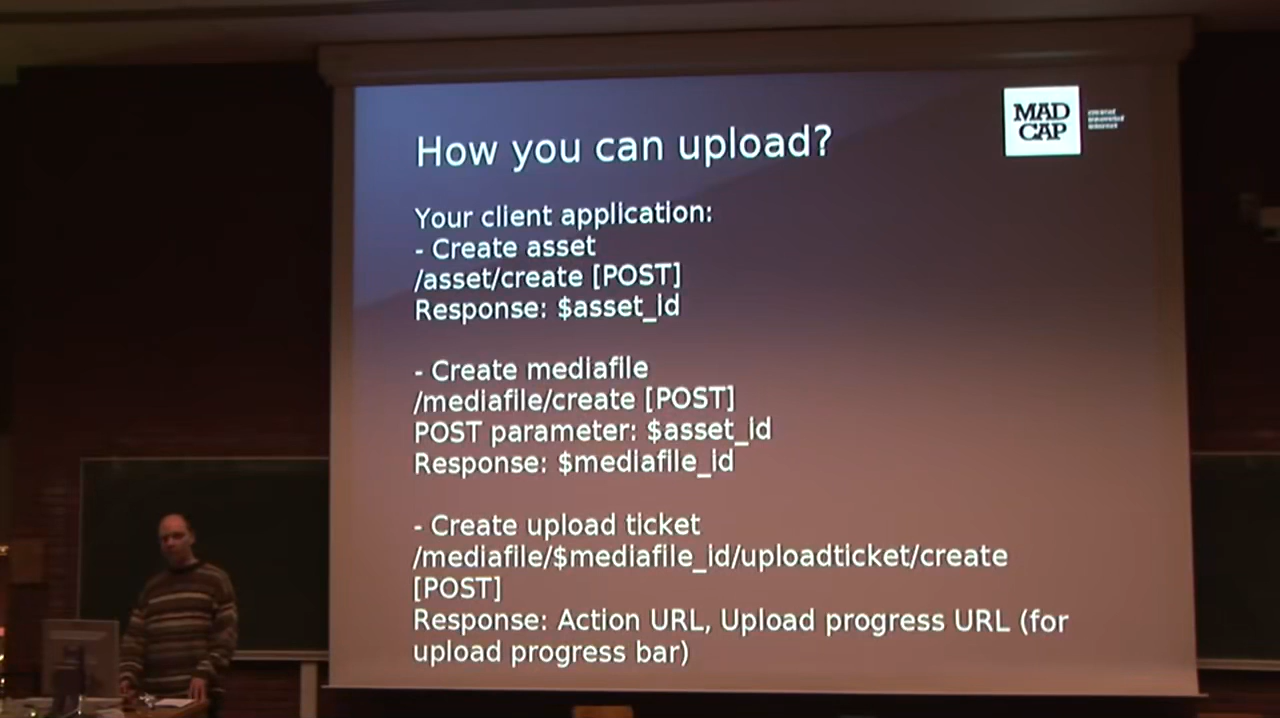 How you can upload?
MAD
CAP
Your client application:
- Create asset
/asset/create [POST]
Response: $asset_id
- Create mediafile
/mediafile/create [POST]
POST parameter: $asset_id
Response: $mediafile_id
- Create upload ticket
/mediafile/$mediafile_id/uploadticket/create
[POST]
Response: Action URL, Upload progress URL (for
upload progress bar)